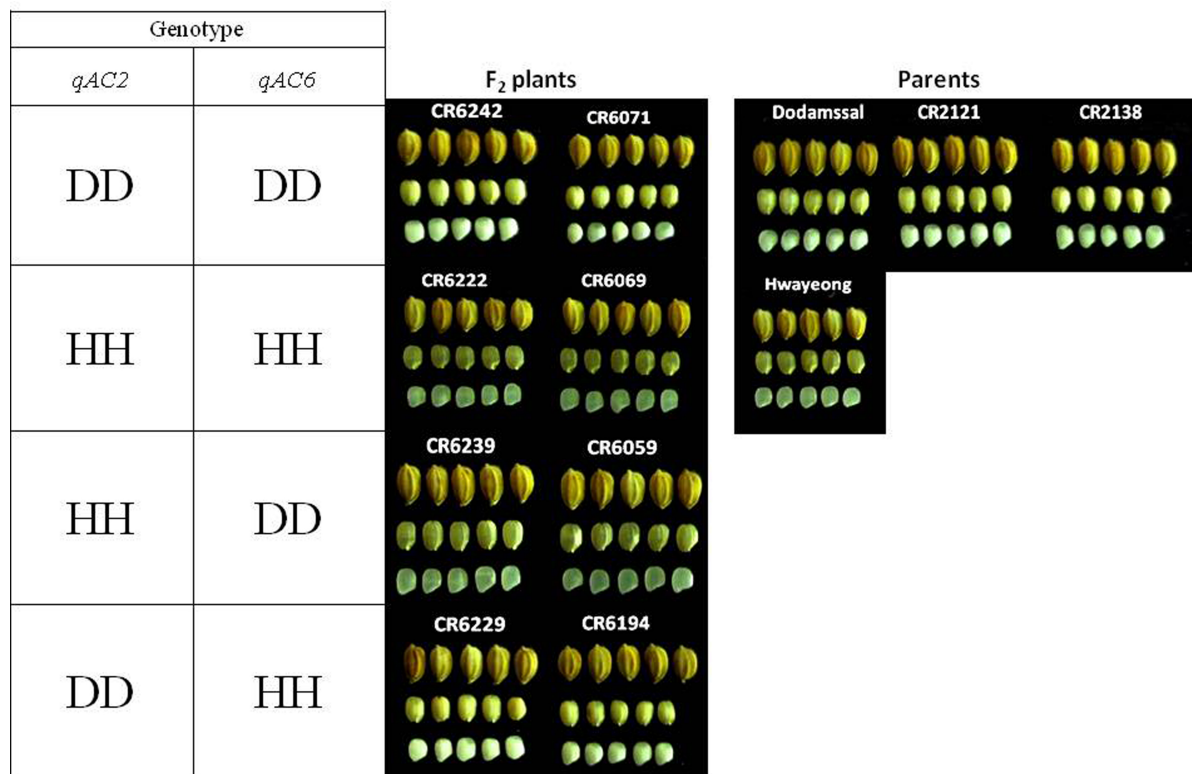 Genotype
qAC2 qAC6
F₂ plants Parents
DD DD
CR6242 CR6071
Dodamssal CR2121 CR2138
HH HH
CR6222 CR6069
Hwayeong
HH DD
CR6239 CR6059
DD HH
CR6229 CR6194